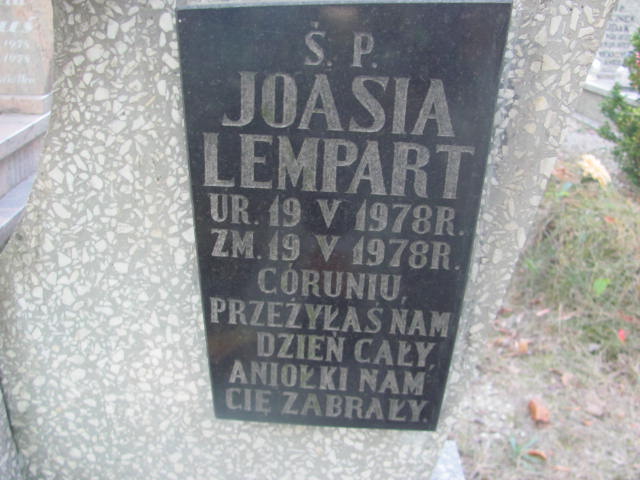 Ś. P.
JOASIA
LEMPART
UR. 19 V 1978R.
ZM. 19 V 1978R.
CÓRUNIU,
PRZEŻYŁAŚ NAM
DZIEŃ CAŁY,
ANIOŁKI NAM
CIĘ ZABRAŁY.